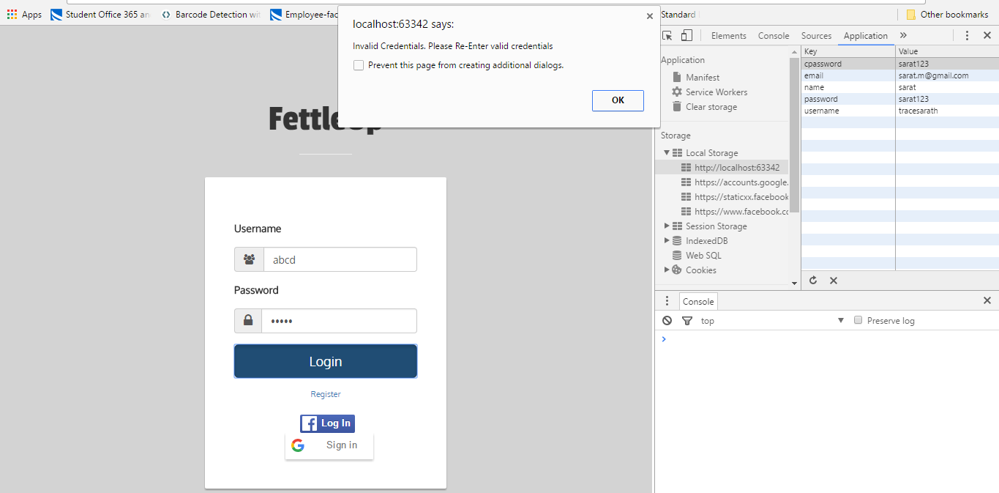 Apps
Student Office 365 an
Barcode Detection wit
Employee-fac
Standard
Other bookmarks
localhost:63342 says:
Invalid Credentials. Please Re-Enter valid credentials
Prevent this page from creating additional dialogs.
OK
FettleUp
Username
abcd
Password
•••••
Login
Register
Log In
Sign in
Elements Console Sources Application »
Application
Manifest
Service Workers
Clear storage
Storage
Local Storage
http://localhost:63342
https://accounts.google.
https://staticxx.facebook
https://www.facebook.co
Session Storage
IndexedDB
Web SQL
Cookies
Key Value
cpassword sarat123
email sarat.m@gmail.com
name sarat
password sarat123
username tracesarath
Console
top Preserve log